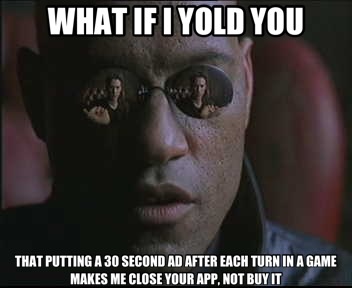 WHAT IF I YOLD YOU
THAT PUTTING A 30 SECOND AD AFTER EACH TURN IN A GAME
MAKES ME CLOSE YOUR APP, NOT BUY IT